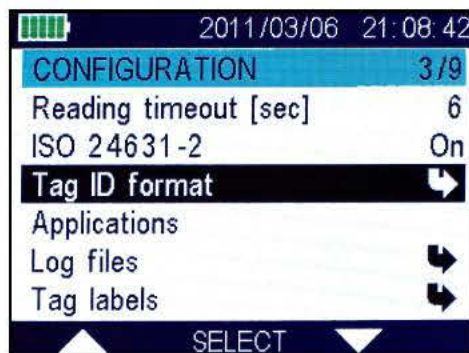 2011/03/06 21:08:42
CONFIGURATION 3/9
Reading timeout [sec] 6
ISO 24631-2 On
Tag ID format
Applications
Log files
Tag labels
SELECT